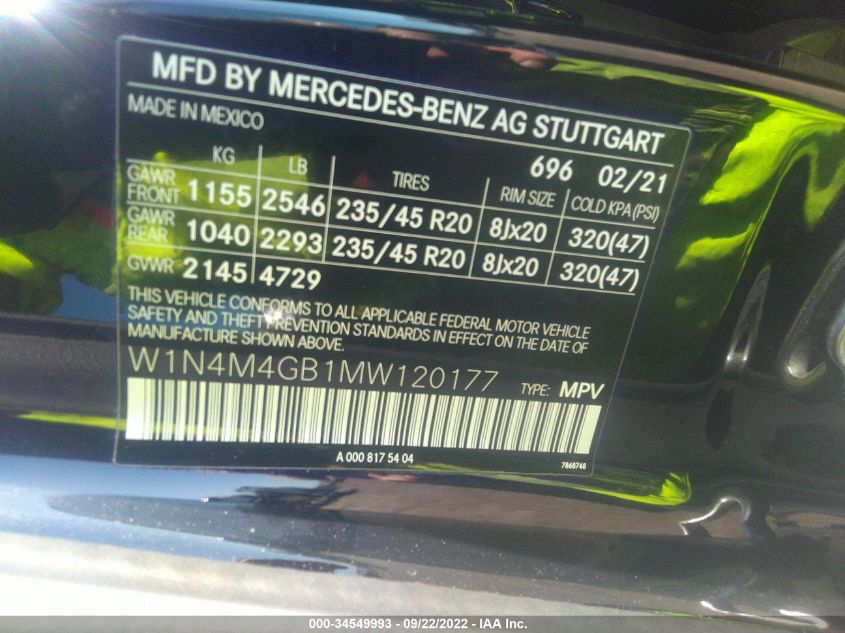 MFD BY MERCEDES-BENZ AG STUTTGART
MADE IN MEXICO 696 02/21
KG LB TIRES RIM SIZE COLD KPA (PSI)
GAWR FRONT 1155 2546 235/45 R20 8Jx20 320(47)
GAWR REAR 1040 2293 235/45 R20 8Jx20 320(47)
GVWR 2145 4729
THIS VEHICLE CONFORMS TO ALL APPLICABLE FEDERAL MOTOR VEHICLE
SAFETY AND THEFT PREVENTION STANDARDS IN EFFECT ON THE DATE OF
MANUFACTURE SHOWN ABOVE.
W1N4M4GB1MW120177 TYPE: MPV
A 000 817 54 04 7868748
000-34549993 - 09/22/2022 - IAA Inc.